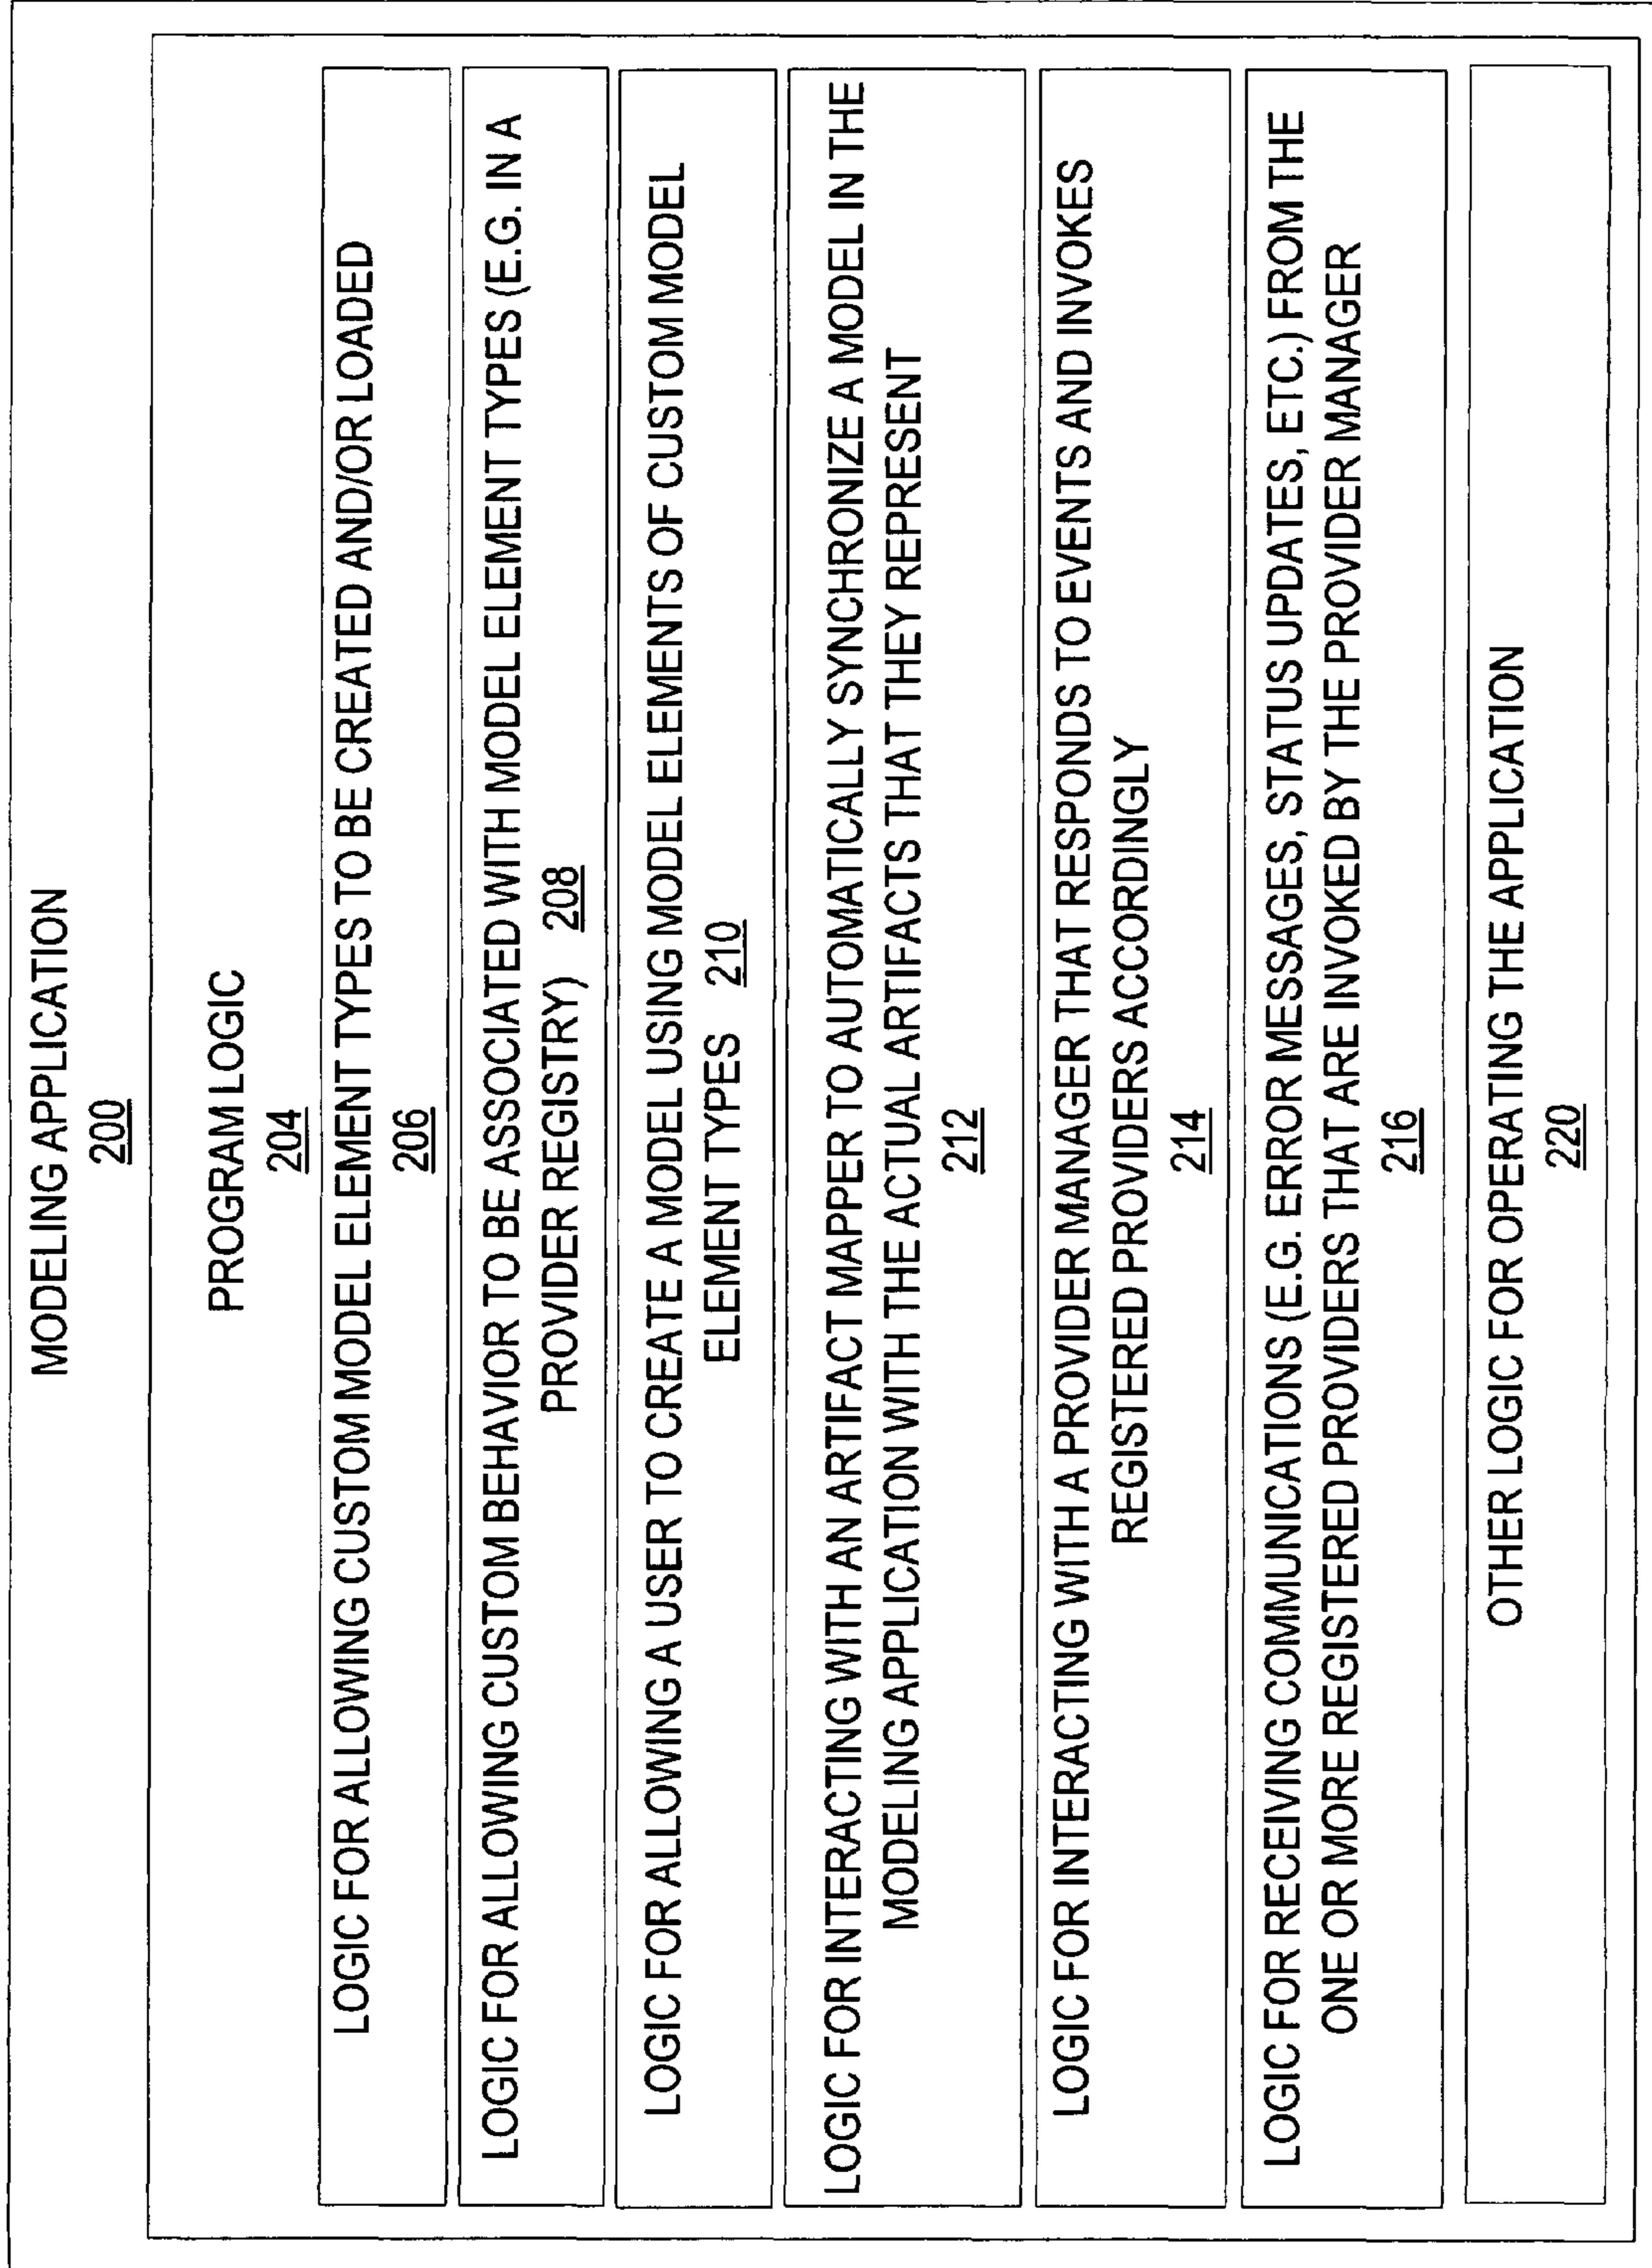 MODELING APPLICATION
200
PROGRAM LOGIC
204
LOGIC FOR ALLOWING CUSTOM MODEL ELEMENT TYPES TO BE CREATED AND/OR LOADED
206
LOGIC FOR ALLOWING CUSTOM BEHAVIOR TO BE ASSOCIATED WITH MODEL ELEMENT TYPES (E.G. IN A
PROVIDER REGISTRY) 208
LOGIC FOR ALLOWING A USER TO CREATE A MODEL USING MODEL ELEMENTS OF CUSTOM MODEL
ELEMENT TYPES 210
LOGIC FOR INTERACTING WITH AN ARTIFACT MAPPER TO AUTOMATICALLY SYNCHRONIZE A MODEL IN THE
MODELING APPLICATION WITH THE ACTUAL ARTIFACTS THAT THEY REPRESENT
212
LOGIC FOR INTERACTING WITH A PROVIDER MANAGER THAT RESPONDS TO EVENTS AND INVOKES
REGISTERED PROVIDERS ACCORDINGLY
214
LOGIC FOR RECEIVING COMMUNICATIONS (E.G. ERROR MESSAGES, STATUS UPDATES, ETC.) FROM THE
ONE OR MORE REGISTERED PROVIDERS THAT ARE INVOKED BY THE PROVIDER MANAGER
216
OTHER LOGIC FOR OPERATING THE APPLICATION
220